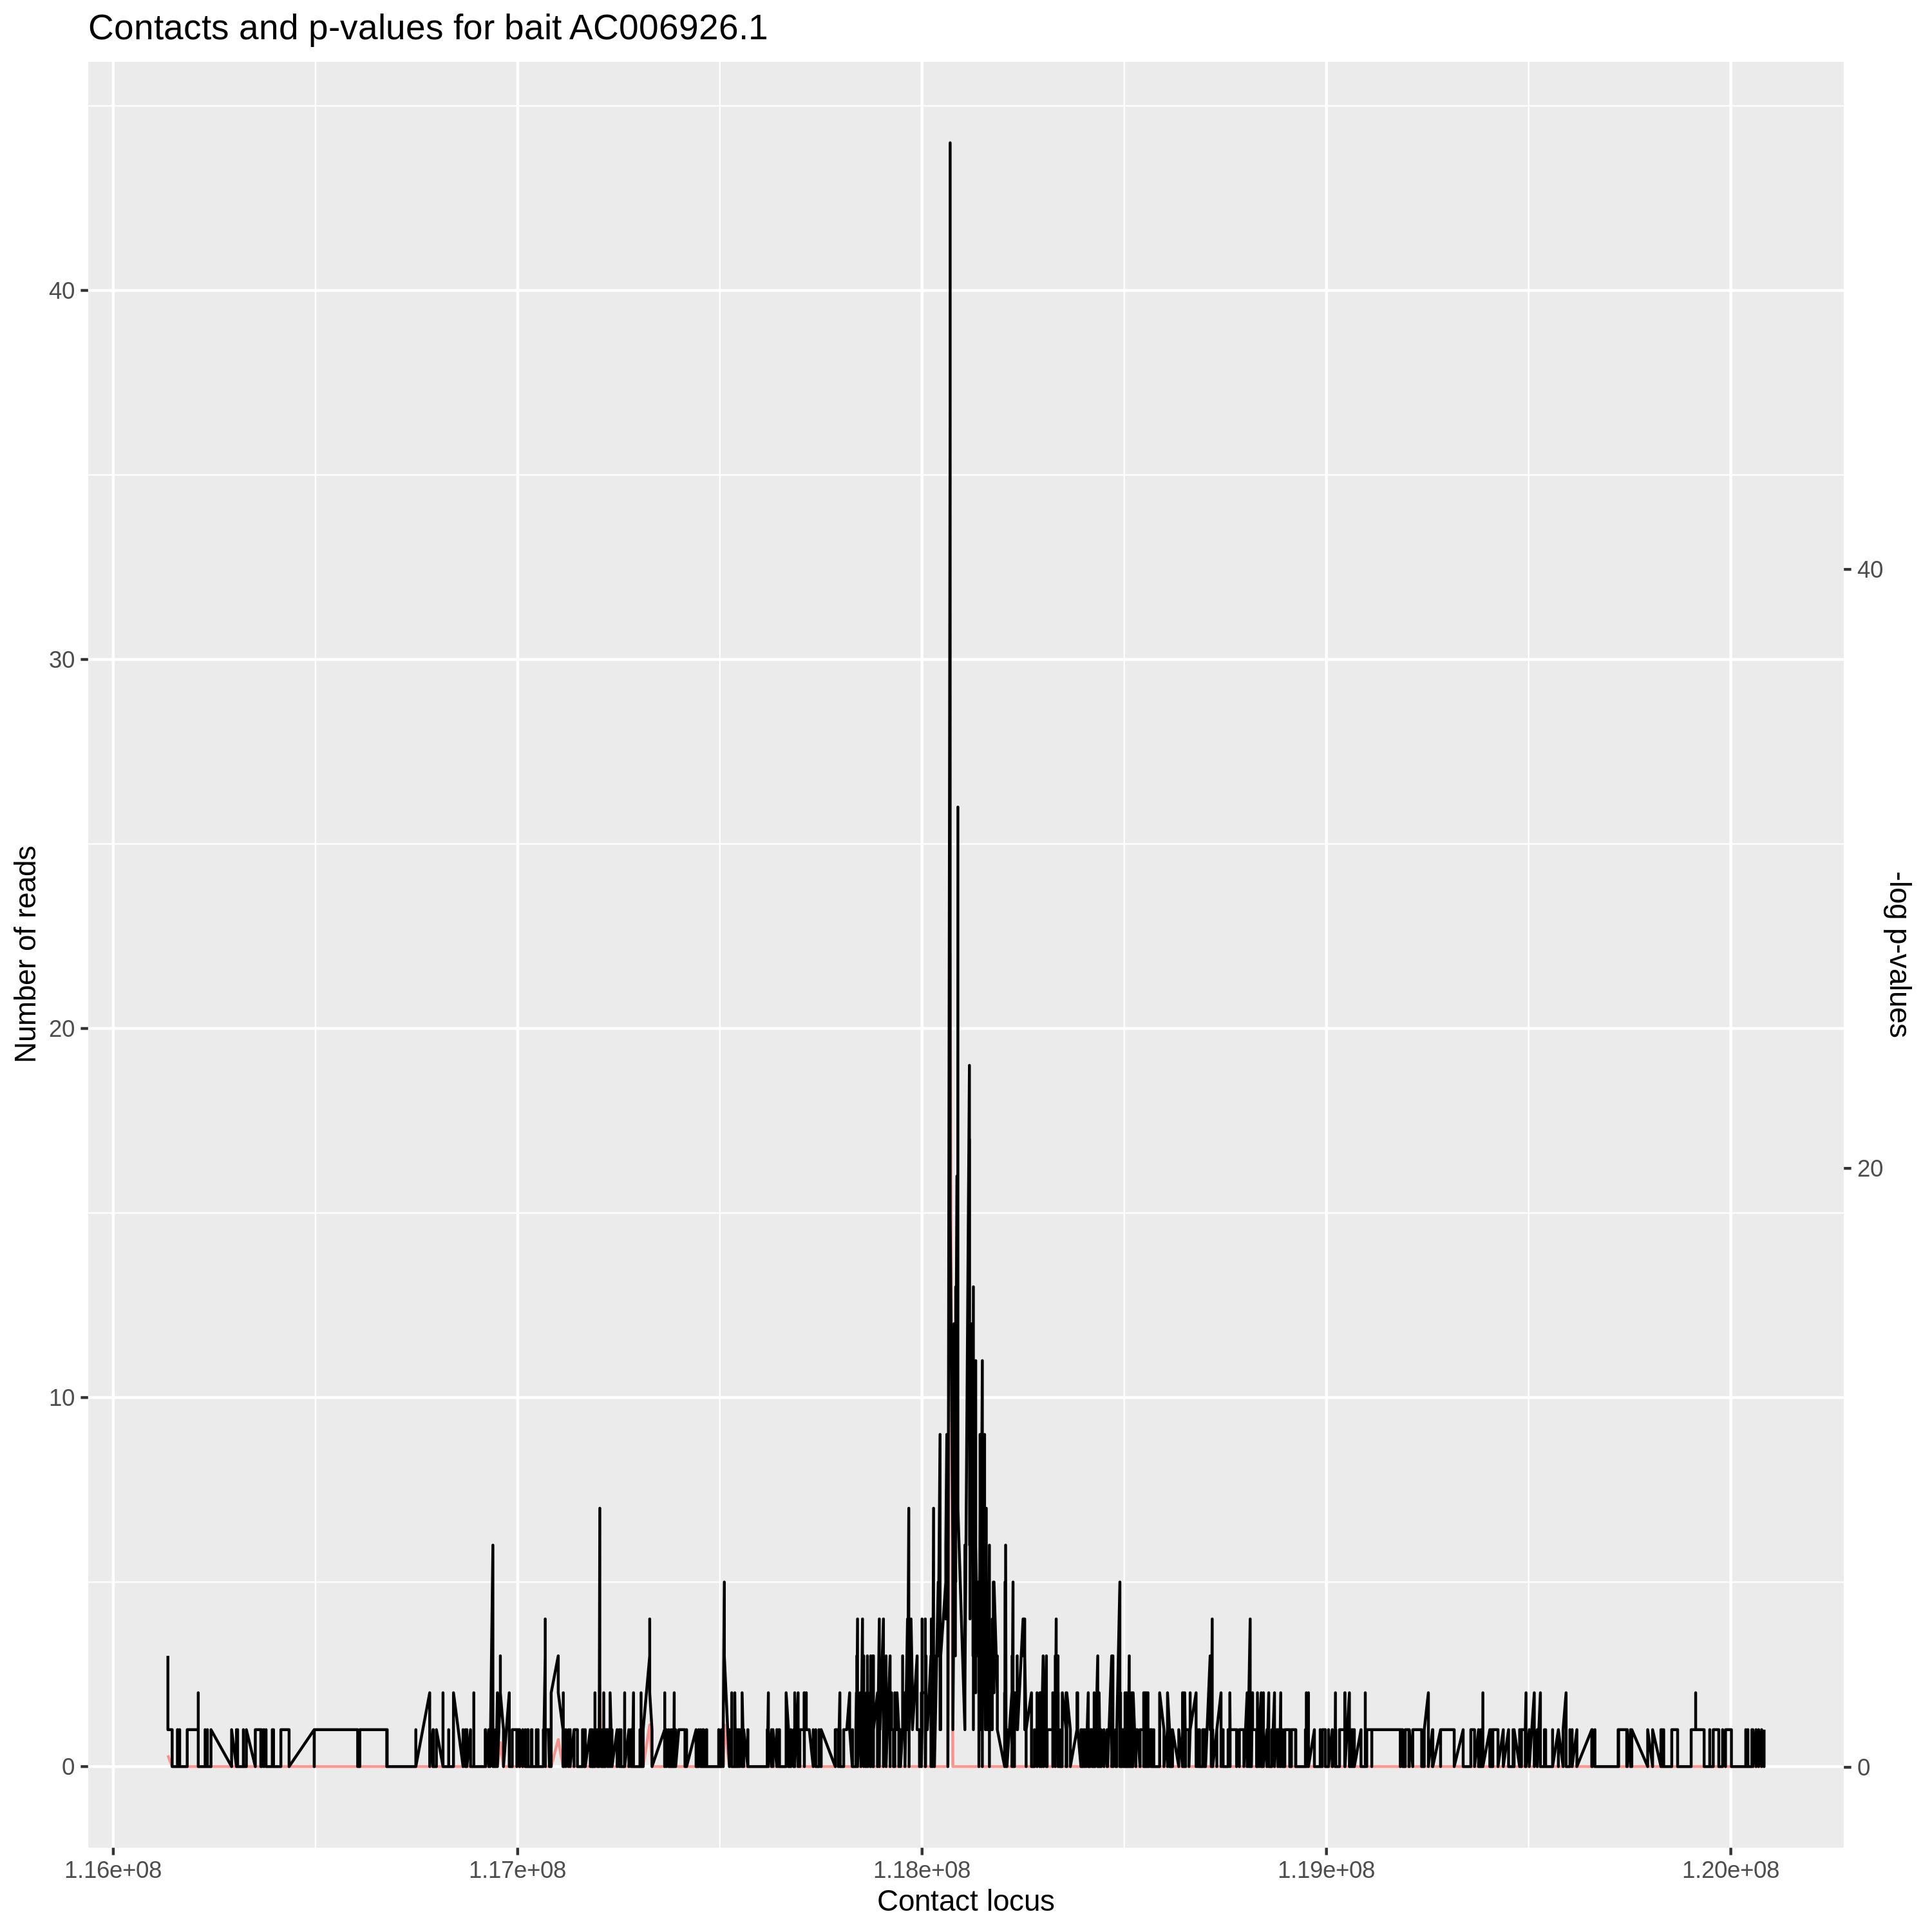 Contacts and p-values for bait AC006926.1
40
30
20
10
0
Number of reads
40
20
0
-log p-values
1.16e+08
1.17e+08
1.18e+08
1.19e+08
1.20e+08
Contact locus